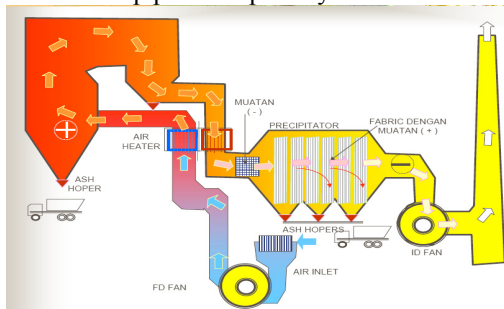 MUATAN
( - )
PRECIPITATOR
FABRIC DENGAN
MUATAN ( + )
AIR
HEATER
ASH
HOPER
ASH HOPERS
ID FAN
AIR INLET
FD FAN